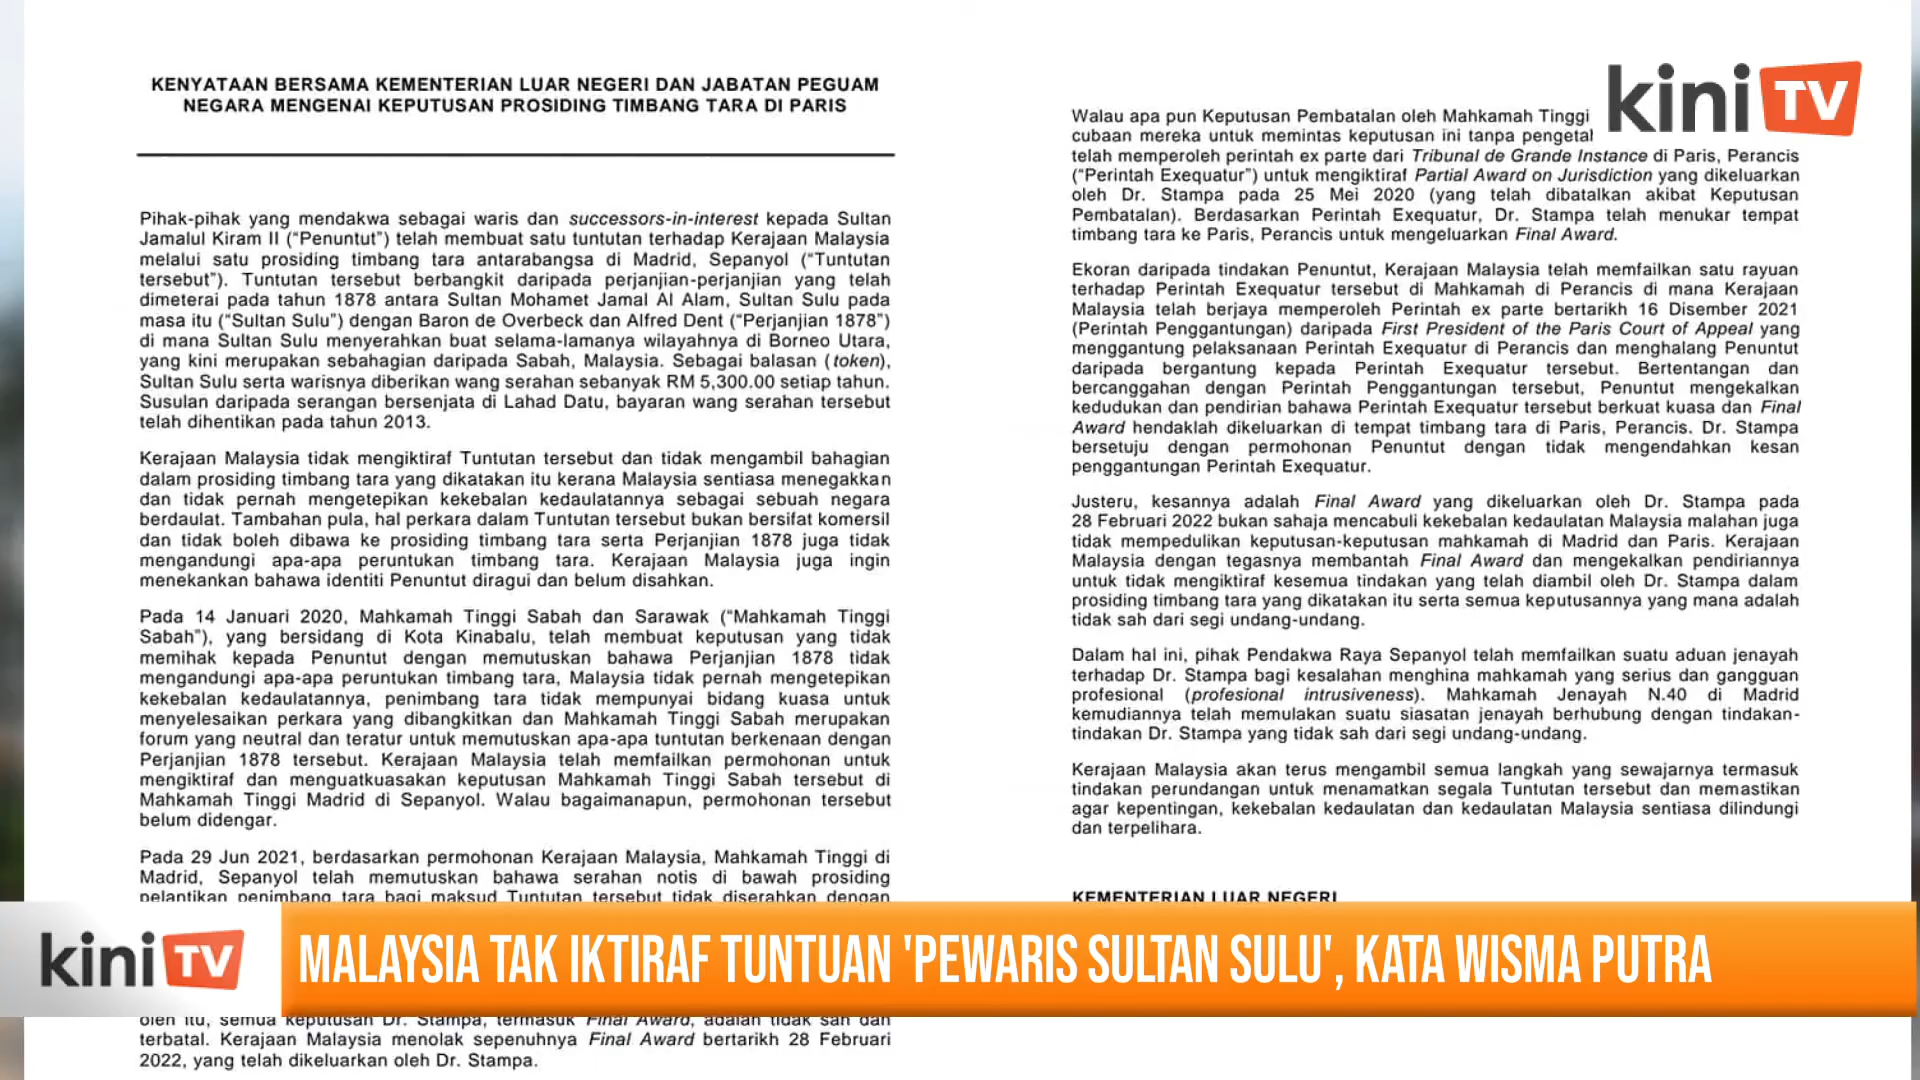 KENYATAAN BERSAMA KEMENTERIAN LUAR NEGERI DAN JABATAN PEGUAM
NEGARA MENGENAI KEPUTUSAN PROSIDING TIMBANG TARA DI PARIS
Pihak-pihak yang mendakwa sebagai waris dan successors-in-interest kepada Sultan
Jamalul Kiram II (“Penuntut”) telah membuat satu tuntutan terhadap Kerajaan Malaysia
melalui satu prosiding timbang tara antarabangsa di Madrid, Sepanyol (“Tuntutan
tersebut”). Tuntutan tersebut berbangkit daripada perjanjian-perjanjian yang telah
dimeterai pada tahun 1878 antara Sultan Mohamet Jamal Al Alam, Sultan Sulu pada
masa itu (“Sultan Sulu”) dengan Baron de Overbeck dan Alfred Dent (“Perjanjian 1878”)
di mana Sultan Sulu menyerahkan buat selama-lamanya wilayahnya di Borneo Utara,
yang kini merupakan sebahagian daripada Sabah, Malaysia. Sebagai balasan (token),
Sultan Sulu serta warisnya diberikan wang serahan sebanyak RM 5,300.00 setiap tahun.
Susulan daripada serangan bersenjata di Lahad Datu, bayaran wang serahan tersebut
telah dihentikan pada tahun 2013.
Kerajaan Malaysia tidak mengiktiraf Tuntutan tersebut dan tidak mengambil bahagian
dalam prosiding timbang tara yang dikatakan itu kerana Malaysia sentiasa menegakkan
dan tidak pernah mengetepikan kekebalan kedaulatannya sebagai sebuah negara
berdaulat. Tambahan pula, hal perkara dalam Tuntutan tersebut bukan bersifat komersil
dan tidak boleh dibawa ke prosiding timbang tara serta Perjanjian 1878 juga tidak
mengandungi apa-apa peruntukan timbang tara. Kerajaan Malaysia juga ingin
menekankan bahawa identiti Penuntut diragui dan belum disahkan.
Pada 14 Januari 2020, Mahkamah Tinggi Sabah dan Sarawak (“Mahkamah Tinggi
Sabah”), yang bersidang di Kota Kinabalu, telah membuat keputusan yang tidak
memihak kepada Penuntut dengan memutuskan bahawa Perjanjian 1878 tidak
mengandungi apa-apa peruntukan timbang tara, Malaysia tidak pernah mengetepikan
kekebalan kedaulatannya, penimbang tara tidak mempunyai bidang kuasa untuk
menyelesaikan perkara yang dibangkitkan dan Mahkamah Tinggi Sabah merupakan
forum yang neutral dan teratur untuk memutuskan apa-apa tuntutan berkenaan dengan
Perjanjian 1878 tersebut. Kerajaan Malaysia telah memfailkan permohonan untuk
mengiktiraf dan menguatkuasakan keputusan Mahkamah Tinggi Sabah tersebut di
Mahkamah Tinggi Madrid di Sepanyol. Walau bagaimanapun, permohonan tersebut
belum didengar.
Pada 29 Jun 2021, berdasarkan permohonan Kerajaan Malaysia, Mahkamah Tinggi di
Madrid, Sepanyol telah memutuskan bahawa serahan notis di bawah prosiding
pelantikan penimbang tara bagi maksud Tuntutan tersebut tidak diserahkan dengan
oleh itu, semua keputusan Dr. Stampa, termasuk Final Award, adalah tidak sah dan
terbatal. Kerajaan Malaysia menolak sepenuhnya Final Award bertarikh 28 Februari
2022, yang telah dikeluarkan oleh Dr. Stampa.
Walau apa pun Keputusan Pembatalan oleh Mahkamah Tinggi
cubaan mereka untuk memintas keputusan ini tanpa
telah memperoleh perintah ex parte dari Tribunal de Grande Instance di Paris, Perancis
(“Perintah Exequatur”) untuk mengiktiraf Partial Award on Jurisdiction yang dikeluarkan
oleh Dr. Stampa pada 25 Mei 2020 (yang telah dibatalkan akibat Keputusan
Pembatalan). Berdasarkan Perintah Exequatur, Dr. Stampa telah menukar tempat
timbang tara ke Paris, Perancis untuk mengeluarkan Final Award.
Ekoran daripada tindakan Penuntut, Kerajaan Malaysia telah memfailkan satu rayuan
terhadap Perintah Exequatur tersebut di Mahkamah di Perancis di mana Kerajaan
Malaysia telah berjaya memperoleh Perintah ex parte bertarikh 16 Disember 2021
(Perintah Penggantungan) daripada First President of the Paris Court of Appeal yang
menggantung pelaksanaan Perintah Exequatur di Perancis dan menghalang Penuntut
daripada bergantung kepada Perintah Exequatur tersebut. Bertentangan dan
bercanggahan dengan Perintah Penggantungan tersebut, Penuntut mengekalkan
kedudukan dan pendirian bahawa Perintah Exequatur tersebut berkuat kuasa dan Final
Award hendaklah dikeluarkan di tempat timbang tara di Paris, Perancis. Dr. Stampa
bersetuju dengan permohonan Penuntut dengan tidak mengendahkan kesan
penggantungan Perintah Exequatur.
Justeru, kesannya adalah Final Award yang dikeluarkan oleh Dr. Stampa pada
28 Februari 2022 bukan sahaja mencabuli kekebalan kedaulatan Malaysia malahan juga
tidak mempedulikan keputusan-keputusan mahkamah di Madrid dan Paris. Kerajaan
Malaysia dengan tegasnya membantah Final Award dan mengekalkan pendiriannya
untuk tidak mengiktiraf kesemua tindakan yang telah diambil oleh Dr. Stampa dalam
prosiding timbang tara yang dikatakan itu serta semua keputusannya yang mana adalah
tidak sah dari segi undang-undang.
Dalam hal ini, pihak Pendakwa Raya Sepanyol telah memfailkan suatu aduan jenayah
terhadap Dr. Stampa bagi kesalahan menghina mahkamah yang serius dan gangguan
profesional (profesional intrusiveness). Mahkamah Jenayah N.40 di Madrid
kemudiannya telah memulakan suatu siasatan jenayah berhubung dengan tindakan-
tindakan Dr. Stampa yang tidak sah dari segi undang-undang.
Kerajaan Malaysia akan terus mengambil semua langkah yang sewajarnya termasuk
tindakan perundangan untuk menamatkan segala Tuntutan tersebut dan memastikan
agar kepentingan, kekebalan kedaulatan dan kedaulatan Malaysia sentiasa dilindungi
dan terpelihara.
KEMENTERIAN LUAR NEGERI
kini TV
kini TV
MALAYSIA TAK IKTIRAF TUNTUAN 'PEWARIS SULTAN SULU', KATA WISMA PUTRA